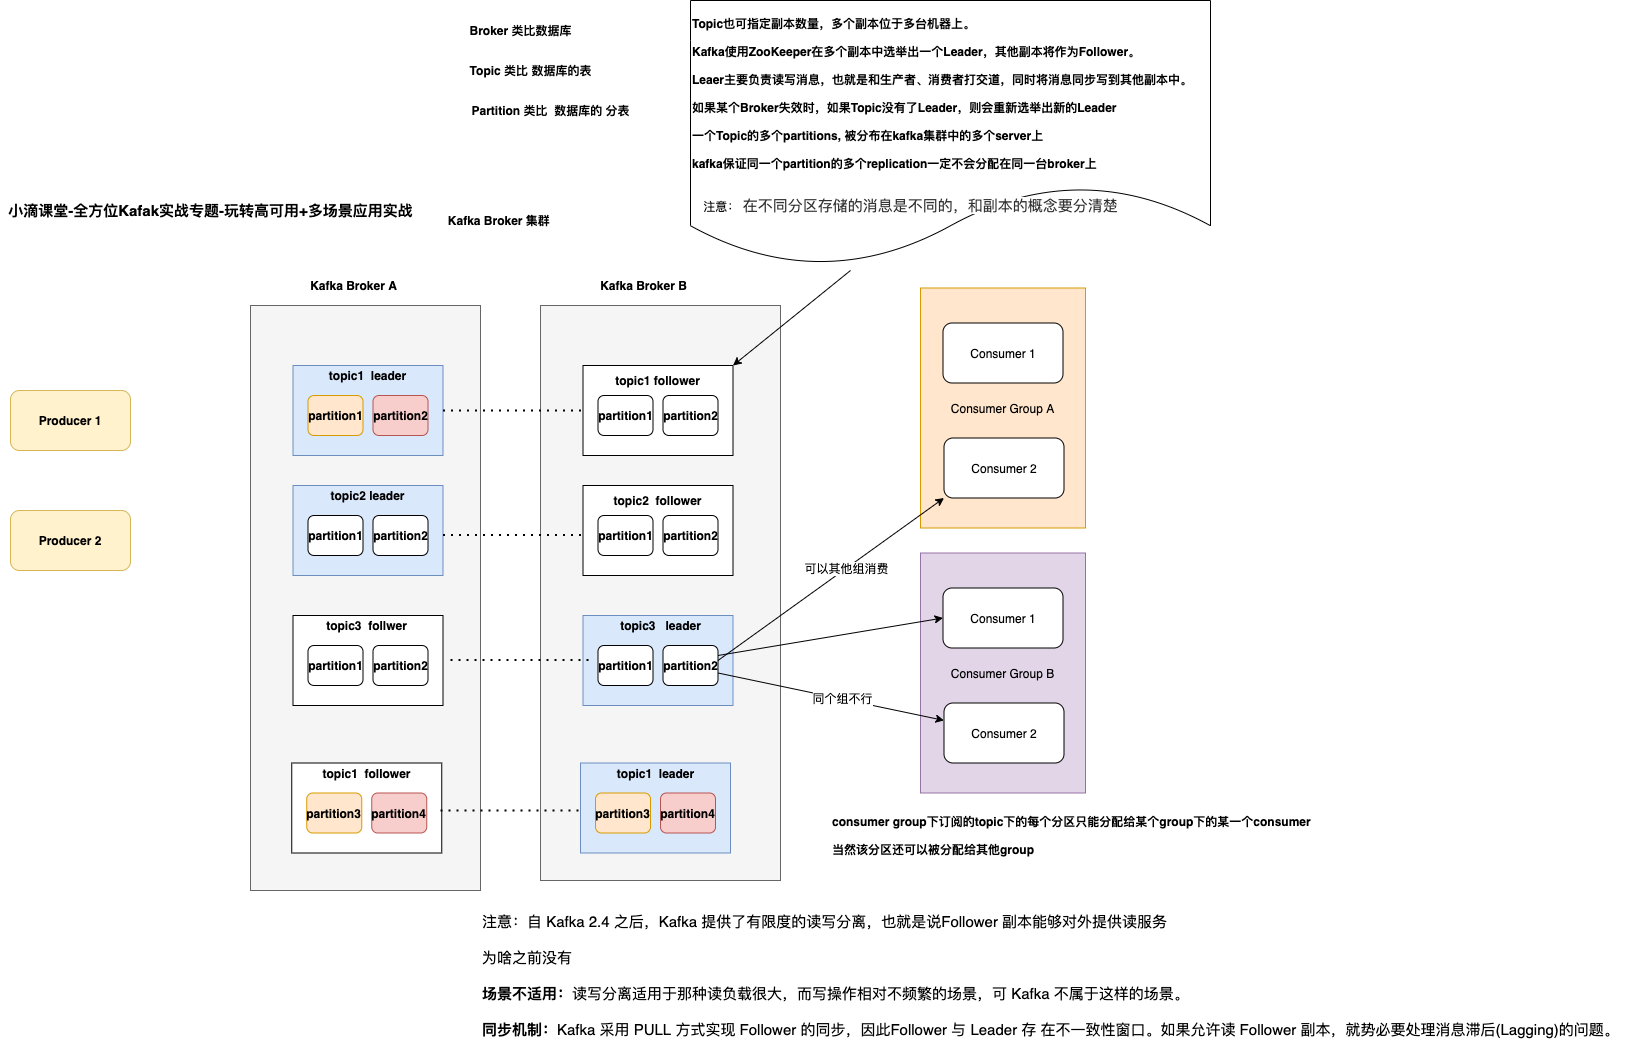 Broker 类比数据库
Topic 类比 数据库的表
Partition 类比  数据库的 分表
Topic也可指定副本数量，多个副本位于多台机器上。
Kafka使用ZooKeeper在多个副本中选举出一个Leader，其他副本将作为Follower。
Leaer主要负责读写消息，也就是和生产者、消费者打交道，同时将消息同步写到其他副本中。
如果某个Broker失效时，如果Topic没有了Leader，则会重新选举出新的Leader
一个Topic的多个partitions, 被分布在kafka集群中的多个server上
kafka保证同一个partition的多个replication一定不会分配在同一台broker上
注意： 在不同分区存储的消息是不同的，和副本的概念要分清楚
小滴课堂-全方位Kafak实战专题-玩转高可用+多场景应用实战
Kafka Broker 集群
Kafka Broker A
Kafka Broker B
Producer 1
Producer 2
topic1  leader
partition1
partition2
topic2 leader
partition1
partition2
topic3  follwer
partition1
partition2
topic1  follower
partition3
partition4
topic1 follower
partition1
partition2
topic2  follower
partition1
partition2
topic3   leader
partition1
partition2
topic1  leader
partition3
partition4
可以其他组消费
同个组不行
Consumer 1
Consumer Group A
Consumer 2
Consumer 1
Consumer Group B
Consumer 2
consumer group下订阅的topic下的每个分区只能分配给某个group下的某一个consumer
当然该分区还可以被分配给其他group
注意：自 Kafka 2.4 之后，Kafka 提供了有限度的读写分离，也就是说Follower 副本能够对外提供读服务
为啥之前没有
场景不适用：读写分离适用于那种读负载很大，而写操作相对不频繁的场景，可 Kafka 不属于这样的场景。
同步机制：Kafka 采用 PULL 方式实现 Follower 的同步，因此Follower 与 Leader 存 在不一致性窗口。如果允许读 Follower 副本，就势必要处理消息滞后(Lagging)的问题。